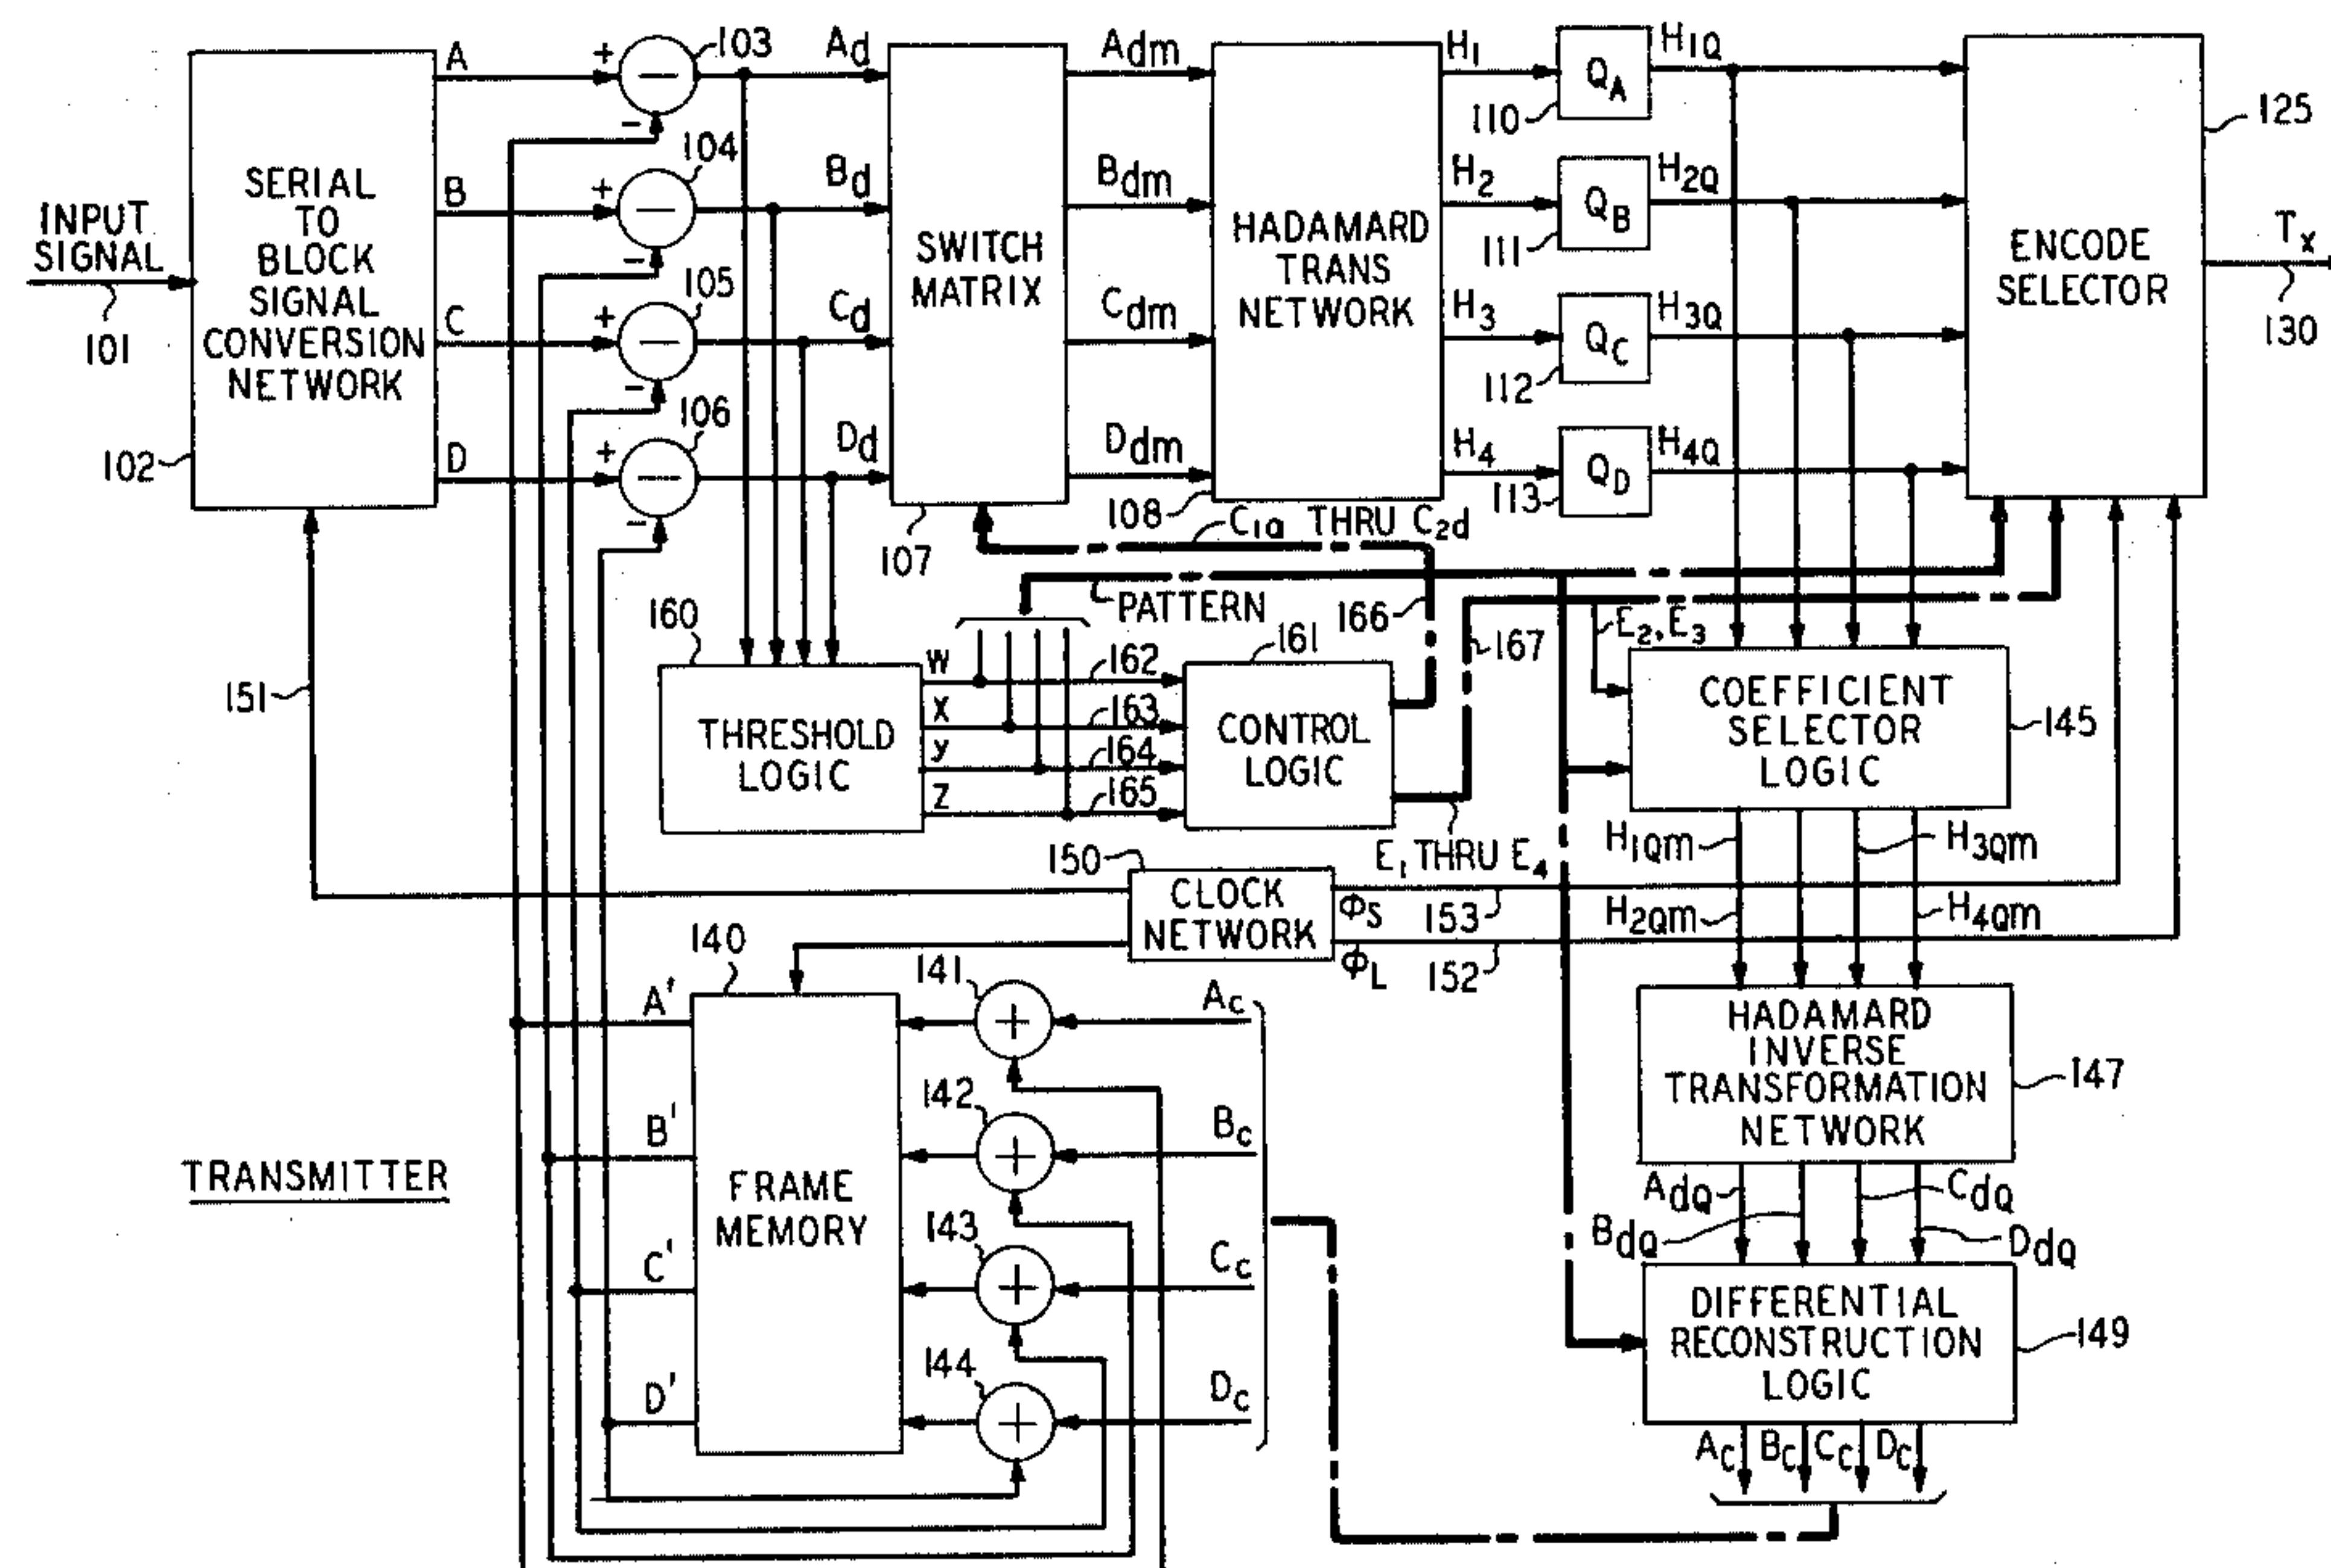 INPUT
SIGNAL
101
SERIAL
TO
BLOCK
SIGNAL
CONVERSION
NETWORK
102
A
B
C
D
+
−
103
+
−
104
+
−
105
+
−
106
Ad
Bd
Cd
Dd
SWITCH
MATRIX
107
Adm
Bdm
Cdm
Ddm
HADAMARD
TRANS
NETWORK
108
H1
H2
H3
H4
QA
110
QB
111
QC
112
QD
113
H1Q
H2Q
H3Q
H4Q
ENCODE
SELECTOR
125
Tx
130
C1a THRU C2d
PATTERN
166
167
E2, E3
151
160
THRESHOLD
LOGIC
W
X
Y
Z
162
163
164
165
161
CONTROL
LOGIC
E1 THRU E4
COEFFICIENT
SELECTOR
LOGIC
145
150
CLOCK
NETWORK
ΦS
153
ΦL
152
H1Qm
H2Qm
H3Qm
H4Qm
140
FRAME
MEMORY
A'
B'
C'
D'
141
142
143
144
+
+
+
+
Ac
Bc
Cc
Dc
HADAMARD
INVERSE
TRANSFORMATION
NETWORK
147
AdQ
BdQ
CdQ
DdQ
DIFFERENTIAL
RECONSTRUCTION
LOGIC
149
AC
BC
CC
DC
TRANSMITTER